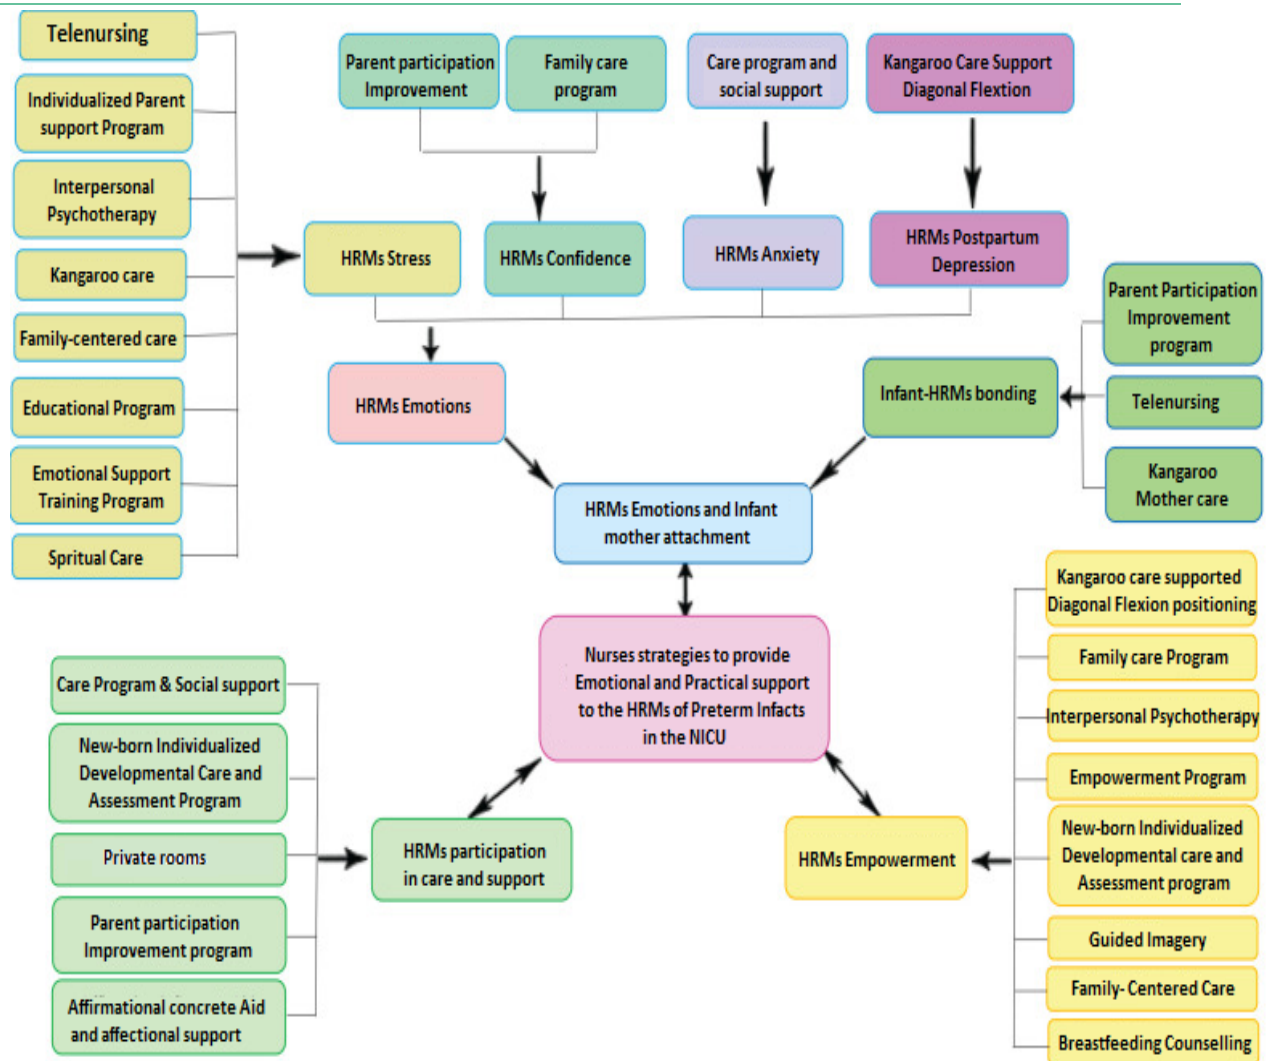 Telenursing
Individualized Parent
support Program
Interpersonal
Psychotherapy
Kangaroo care
Family-centered care
Educational Program
Emotional Support
Training Program
Spritual Care
Parent participation
Improvement
Family care
program
Care program and
social support
Kangaroo Care Support
Diagonal Flextion
HRMs Stress
HRMs Confidence
HRMs Anxiety
HRMs Postpartum
Depression
HRMs Emotions
Infant-HRMs bonding
Parent Participation
Improvement
program
Telenursing
Kangaroo
Mother care
HRMs Emotions and Infant
mother attachment
Nurses strategies to provide
Emotional and Practical support
to the HRMs of Preterm Infacts
in the NICU
Care Program & Social support
New-born Individualized
Developmental Care and
Assessment Program
Private rooms
Parent participation
Improvement program
Affirmational concrete Aid
and affectional support
HRMs participation
in care and support
HRMs Empowerment
Kangaroo care supported
Diagonal Flexion positioning
Family care Program
Interpersonal Psychotherapy
Empowerment Program
New-born Individualized
Developmental care and
Assessment program
Guided Imagery
Family- Centered Care
Breastfeeding Counselling